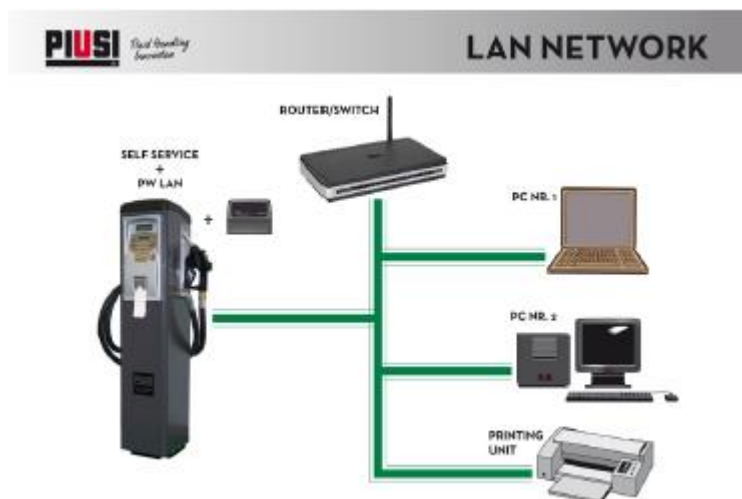 PIUSI
Fluid Handling
Innovation
LAN NETWORK
ROUTER/SWITCH
SELF SERVICE
+
PW LAN
+
PC NR. 1
PC NR. 2
PRINTING
UNIT